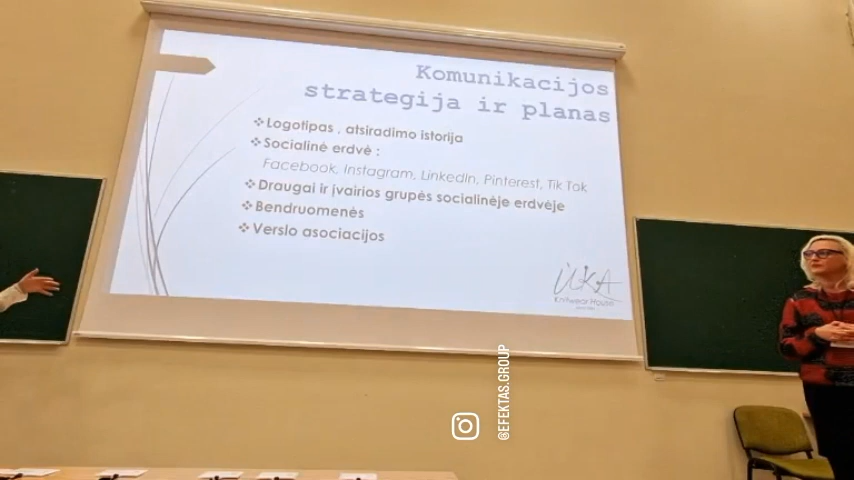 Komunikacijos
strategija ir planas
Logotipas , atsiradimo istorija
Socialinė erdvė :
Facebook, Instagram, LinkedIn, Pinterest, Tik Tok
Draugai ir įvairios grupės socialinėje erdvėje
Bendruomenės
Verslo asociacijos
ILKA
Knitwear House
@EFEKTAS.GROUP